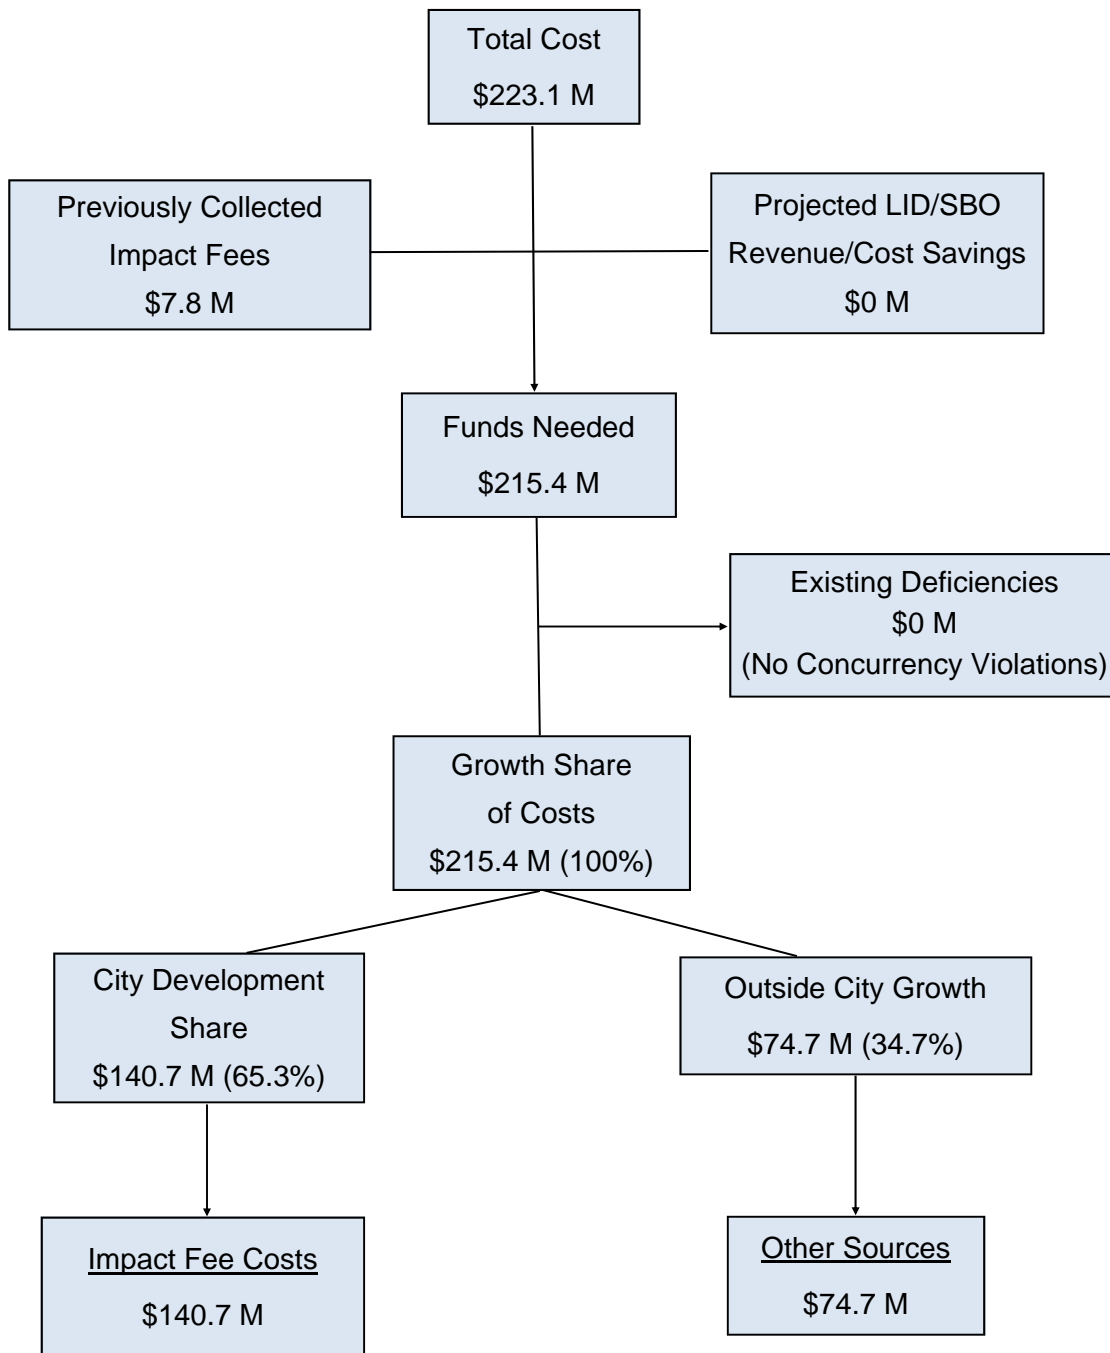 Total Cost
$223.1 M
Previously Collected
Impact Fees
$7.8 M
Projected LID/SBO
Revenue/Cost Savings
$0 M
Funds Needed
$215.4 M
Existing Deficiencies
$0 M
(No Concurrency Violations)
Growth Share
of Costs
$215.4 M (100%)
City Development
Share
$140.7 M (65.3%)
Outside City Growth
$74.7 M (34.7%)
Impact Fee Costs
$140.7 M
Other Sources
$74.7 M